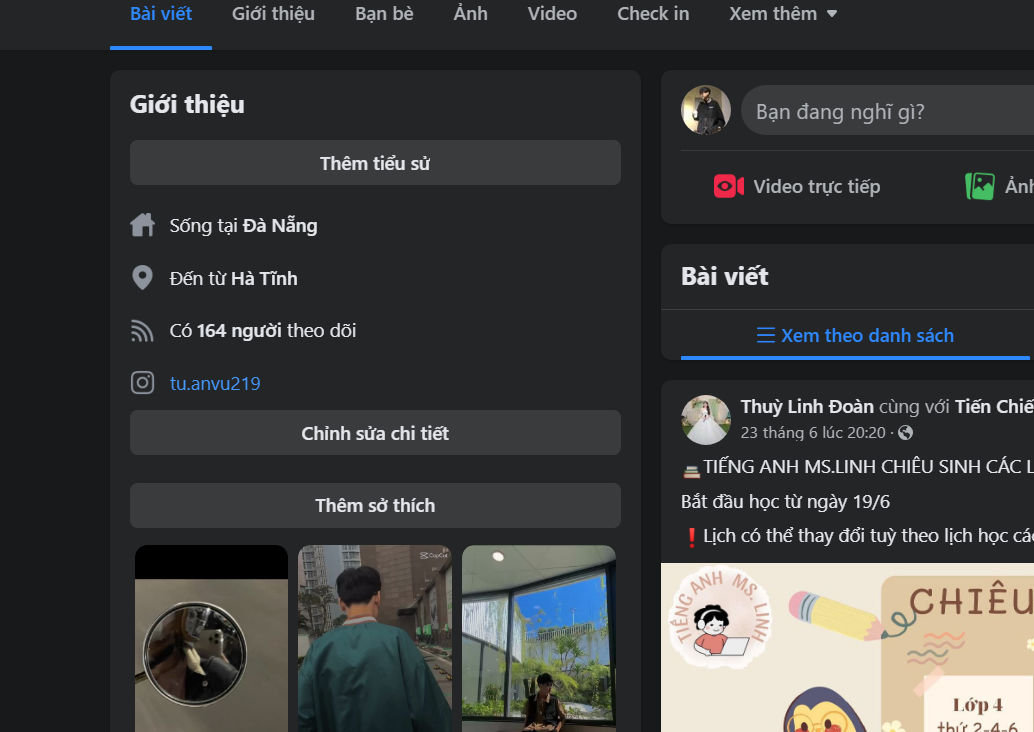 Bài viết Giới thiệu Bạn bè Ảnh Video Check in Xem thêm
Giới thiệu
Thêm tiểu sử
Sống tại Đà Nẵng
Đến từ Hà Tĩnh
Có 164 người theo dõi
tu.anvu219
Chỉnh sửa chi tiết
Thêm sở thích
CapCut
Bạn đang nghĩ gì?
Video trực tiếp
Bài viết
Xem theo danh sách
Thuỳ Linh Đoàn cùng với Tiến
23 tháng 6 lúc 20:20 ·
TIẾNG ANH MS.LINH CHIÊU SINH CÁC
Bắt đầu học từ ngày 19/6
❗Lịch có thể thay đổi tuỳ theo lịch học
TIẾNG ANH MS. LINH
CHIÊU
Lớp 4
thứ 2-4-6